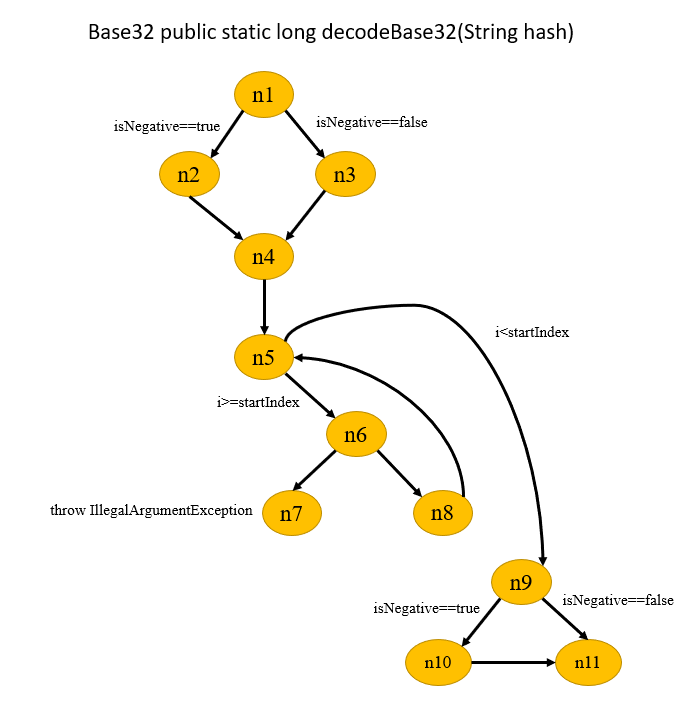 Base32 public static long decodeBase32(String hash)
n1
isNegative==true
isNegative==false
n2
n3
n4
i<startIndex
n5
i>=startIndex
n6
throw IllegalArgumentException
n7
n8
n9
isNegative==true
isNegative==false
n10
n11